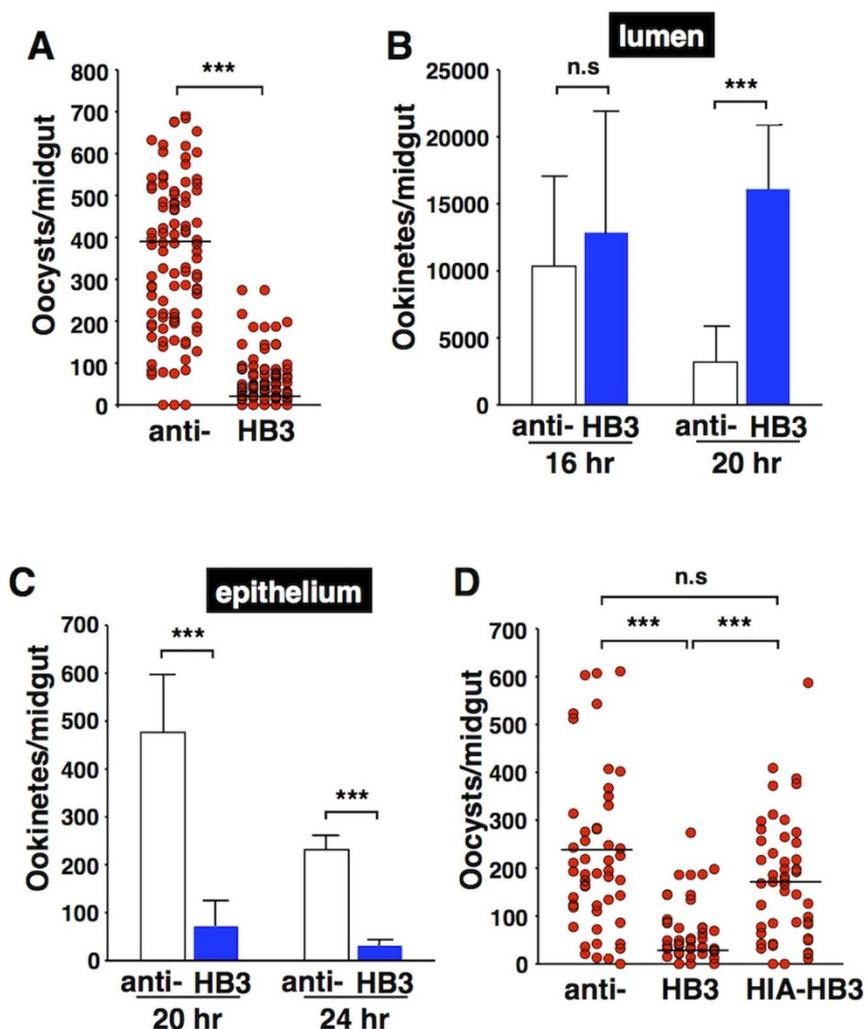 A
Oocysts/midgut
800
700
600
500
400
300
200
100
0
***
anti- HB3
B
lumen
Ookinetes/midgut
25000
20000
15000
10000
5000
0
n.s
***
anti- HB3 anti- HB3
16 hr 20 hr
C
epithelium
Ookinetes/midgut
700
600
500
400
300
200
100
0
***
***
anti- HB3 anti- HB3
20 hr 24 hr
D
Oocysts/midgut
700
600
500
400
300
200
100
0
n.s
*** ***
anti- HB3 HIA-HB3